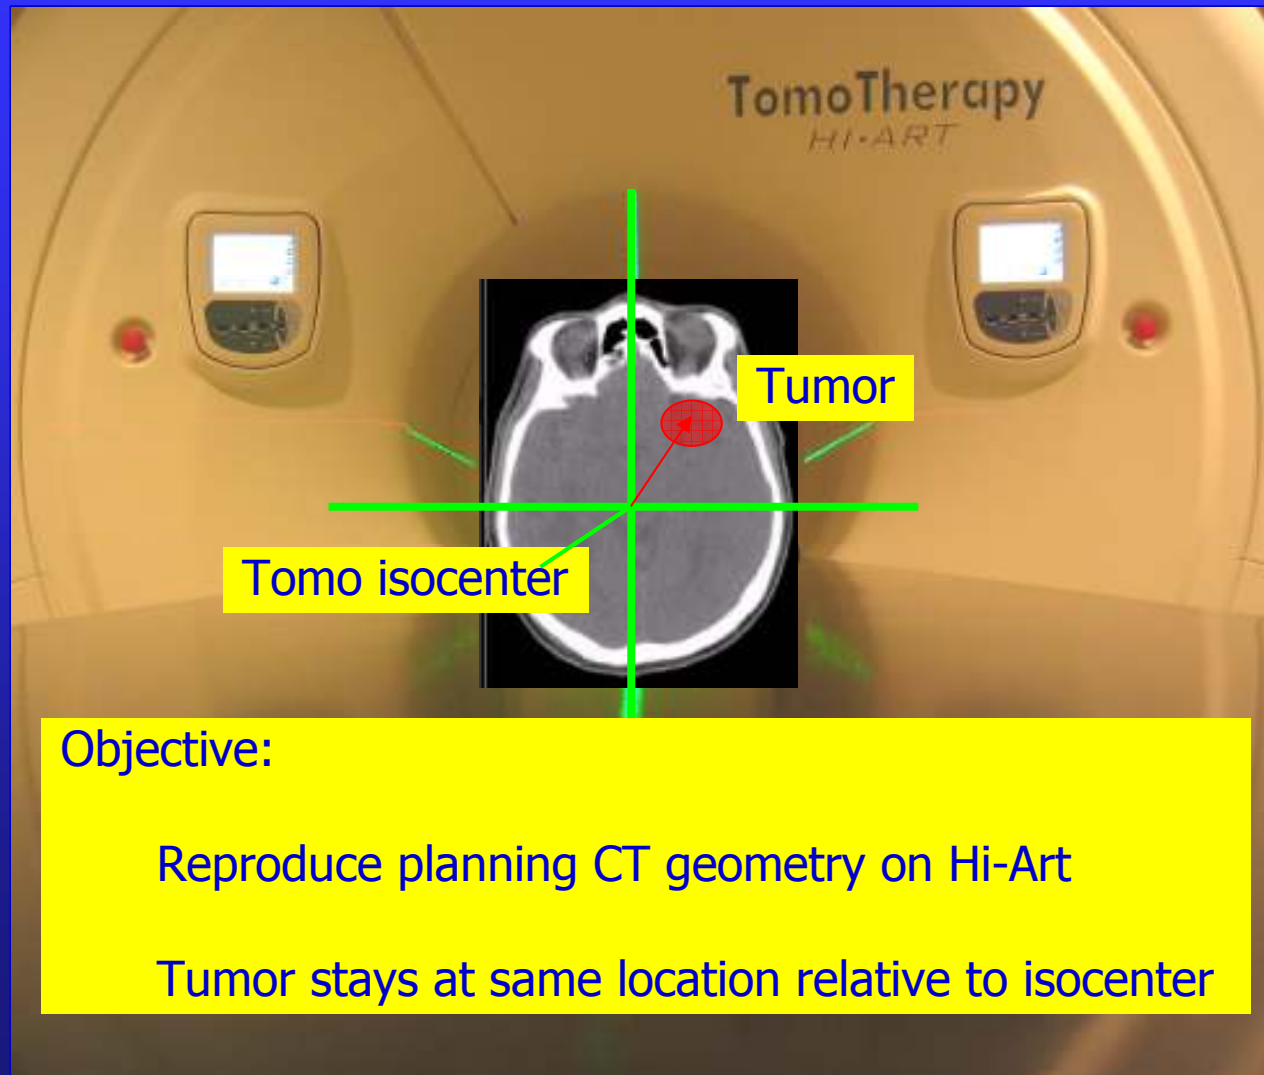 TomoTherapy
HI·ART
Tumor
Tomo isocenter
Objective:
Reproduce planning CT geometry on Hi-Art
Tumor stays at same location relative to isocenter